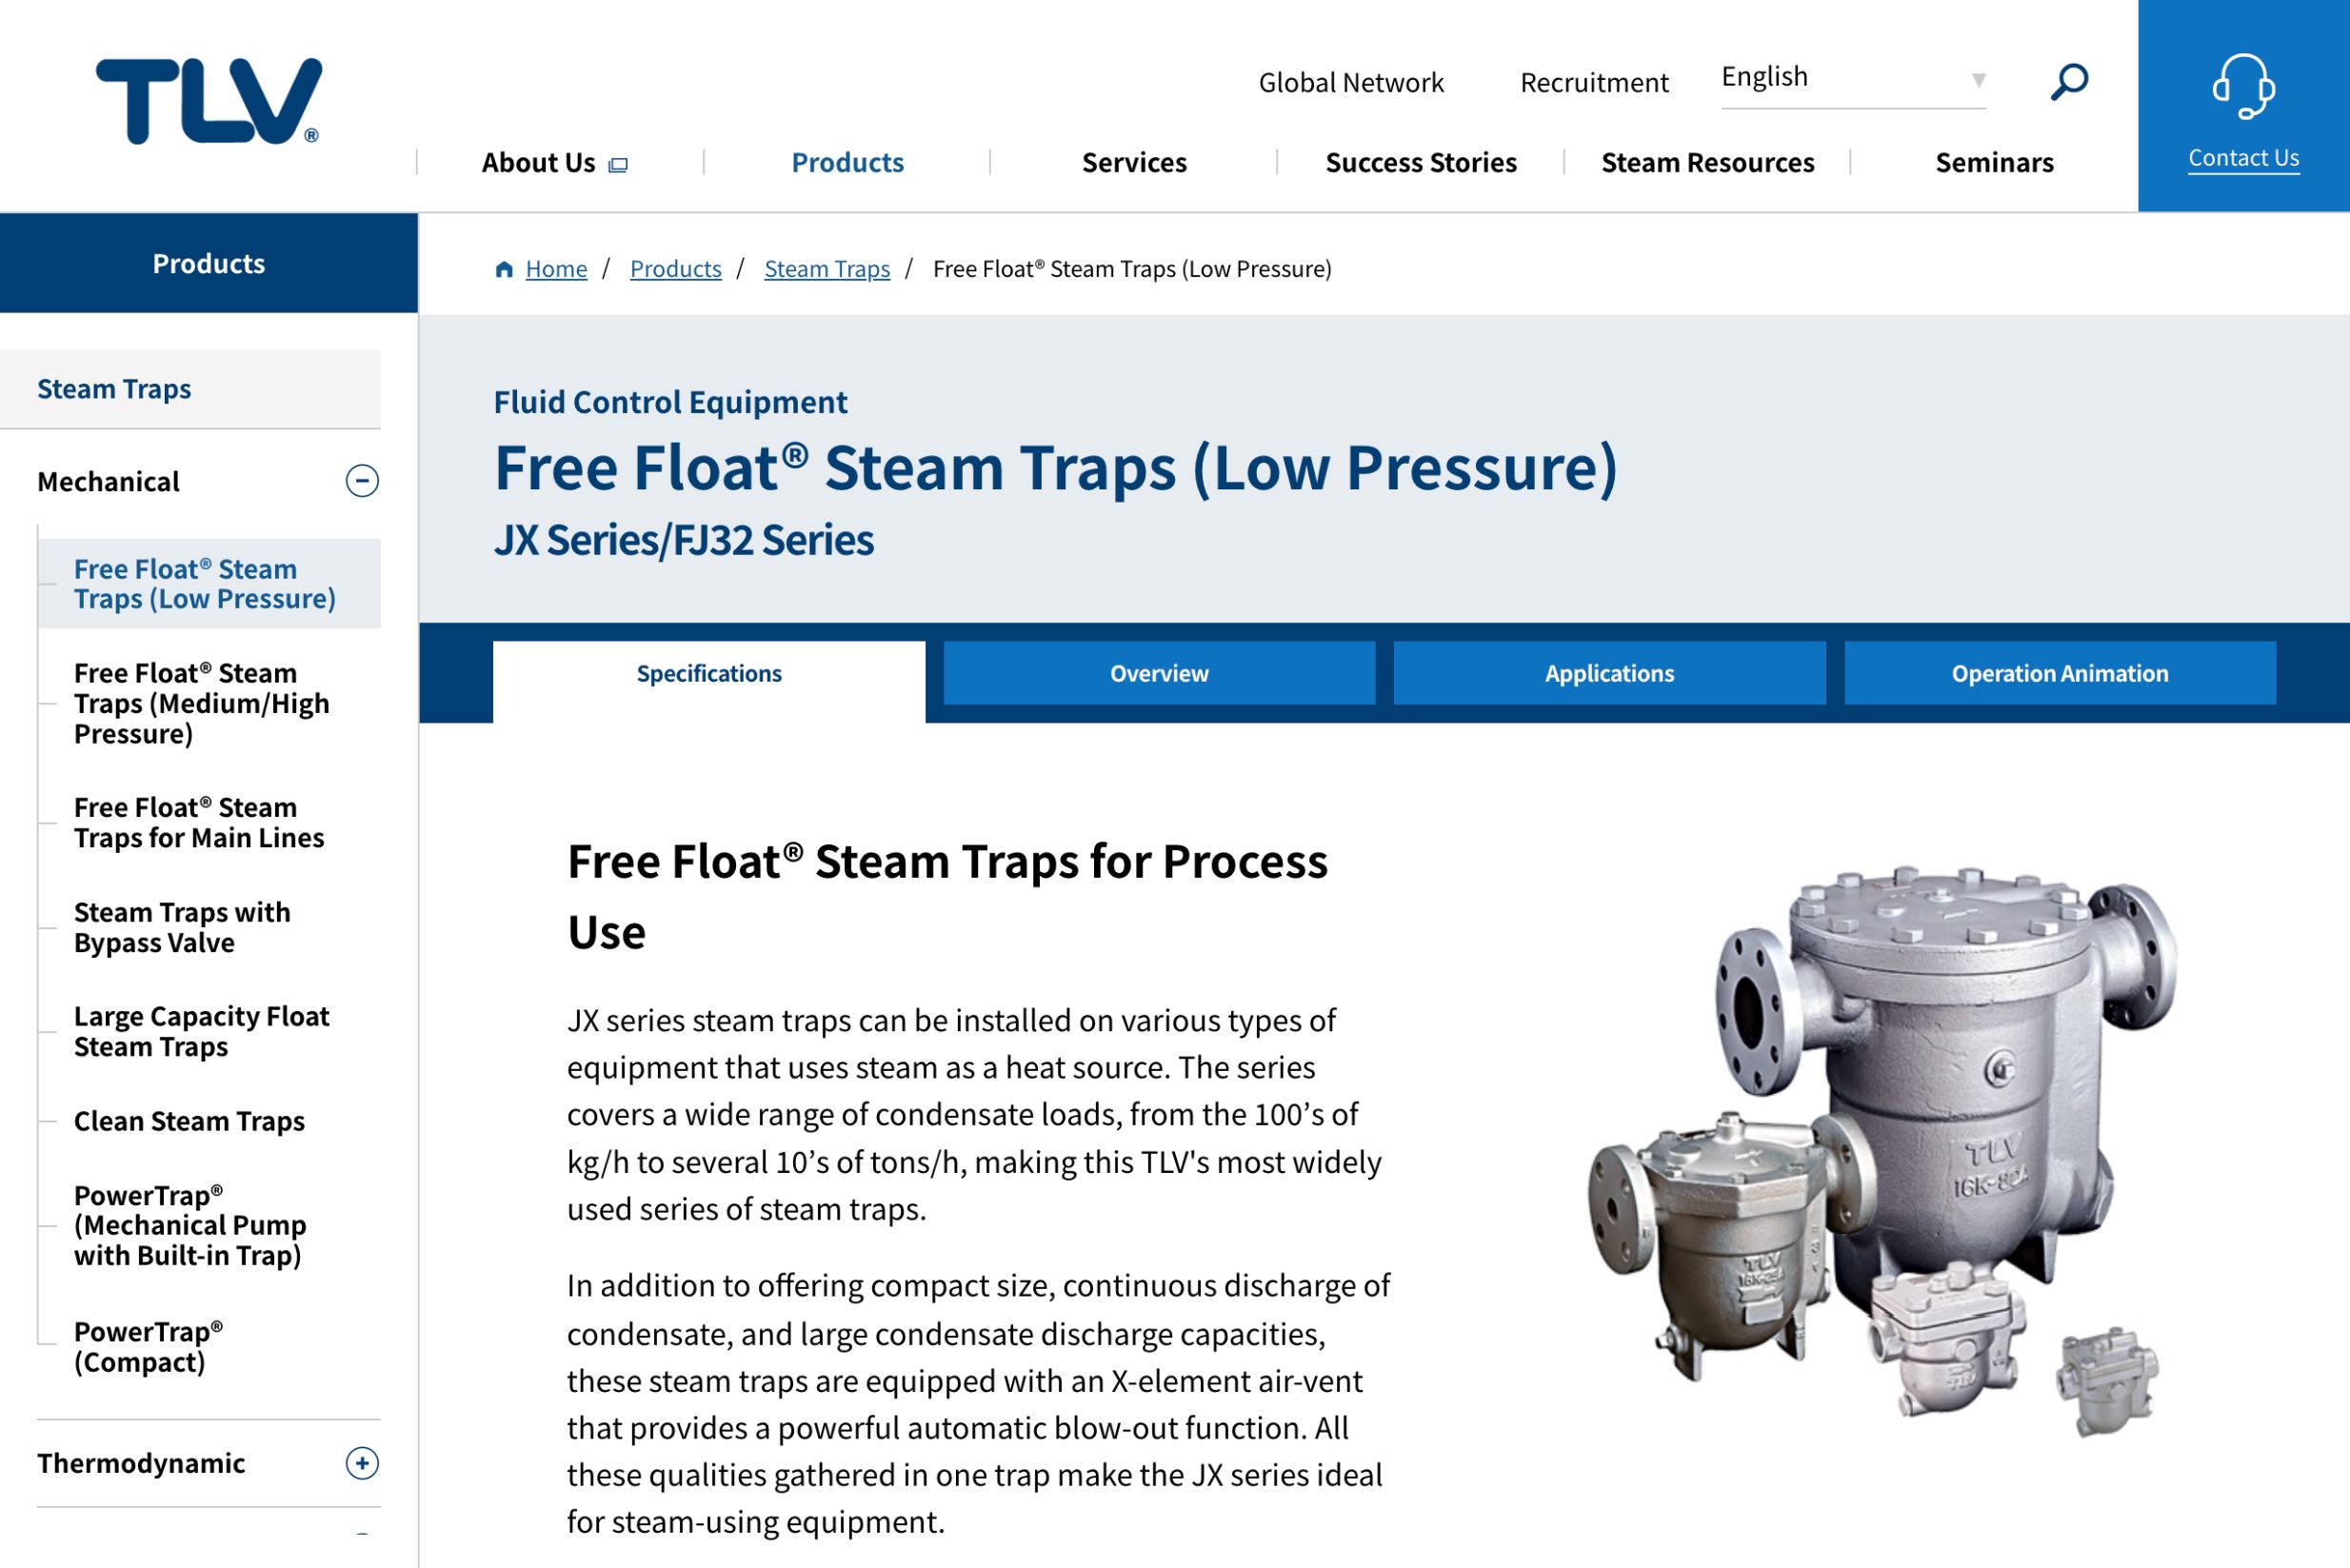 TLV®
Global Network
Recruitment
English
About Us
Products
Services
Success Stories
Steam Resources
Seminars
Contact Us
Products
Home / Products / Steam Traps / Free Float® Steam Traps (Low Pressure)
Steam Traps
Mechanical
Free Float® Steam
Traps (Low Pressure)
Free Float® Steam
Traps (Medium/High
Pressure)
Free Float® Steam
Traps for Main Lines
Steam Traps with
Bypass Valve
Large Capacity Float
Steam Traps
Clean Steam Traps
PowerTrap®
(Mechanical Pump
with Built-in Trap)
PowerTrap®
(Compact)
Thermodynamic
Fluid Control Equipment
Free Float® Steam Traps (Low Pressure)
JX Series/FJ32 Series
Specifications
Overview
Applications
Operation Animation
Free Float® Steam Traps for Process
Use
JX series steam traps can be installed on various types of
equipment that uses steam as a heat source. The series
covers a wide range of condensate loads, from the 100’s of
kg/h to several 10’s of tons/h, making this TLV's most widely
used series of steam traps.
In addition to offering compact size, continuous discharge of
condensate, and large condensate discharge capacities,
these steam traps are equipped with an X-element air-vent
that provides a powerful automatic blow-out function. All
these qualities gathered in one trap make the JX series ideal
for steam-using equipment.
TLV
TLV